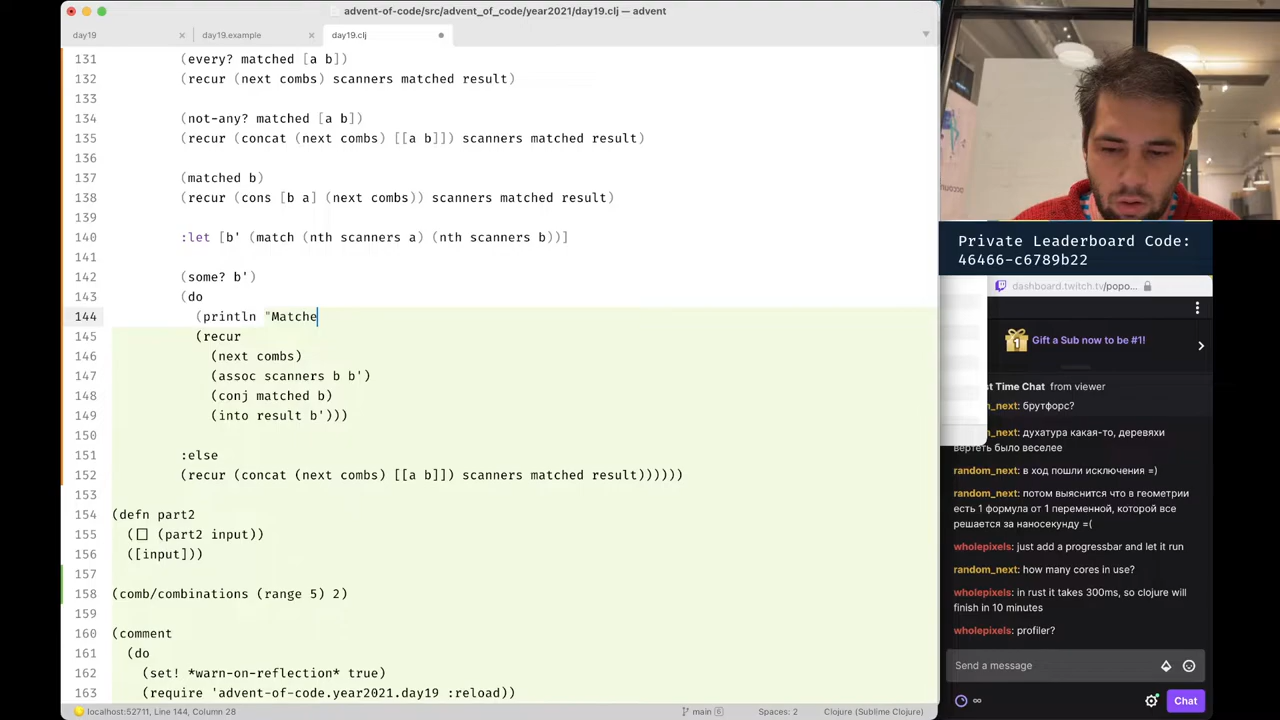 advent-of-code/src/advent_of_code/year2021/day19.clj — advent
day19
day19.example
day19.clj
131 (every? matched [a b])
132 (recur (next combs) scanners matched result)
133
134 (not-any? matched [a b])
135 (recur (concat (next combs) [[a b]]) scanners matched result)
136
137 (matched b)
138 (recur (cons [b a] (next combs)) scanners matched result)
139
140 :let [b' (match (nth scanners a) (nth scanners b))]
141
142 (some? b')
143 (do
144 (println "Matche
145 (recur
146 (next combs)
147 (assoc scanners b b')
148 (conj matched b)
149 (into result b')))
150
151 :else
152 (recur (concat (next combs) [[a b]]) scanners matched result))))))
153
154 (defn part2
155 ([] (part2 input))
156 ([input]))
157
158 (comb/combinations (range 5) 2)
159
160 (comment
161 (do
162 (set! *warn-on-reflection* true)
163 (require 'advent-of-code.year2021.day19 :reload))
localhost:52711, Line 144, Column 28
main 6
Spaces: 2
Clojure (Sublime Clojure)
Private Leaderboard Code:
46466-c6789b22
dashboard.twitch.tv/popo...
1
Gift a Sub now to be #1!
st Time Chat from viewer
m_next: брутфорс?
m_next: духатура какая-то, деревяхи
вертеть было веселее
random_next: в ход пошли исключения =)
random_next: потом выяснится что в геометрии
есть 1 формула от 1 переменной, которой все
решается за наносекунду =(
wholepixels: just add a progressbar and let it run
random_next: how many cores in use?
wholepixels: in rust it takes 300ms, so clojure will
finish in 10 minutes
wholepixels: profiler?
Send a message
∞
Chat